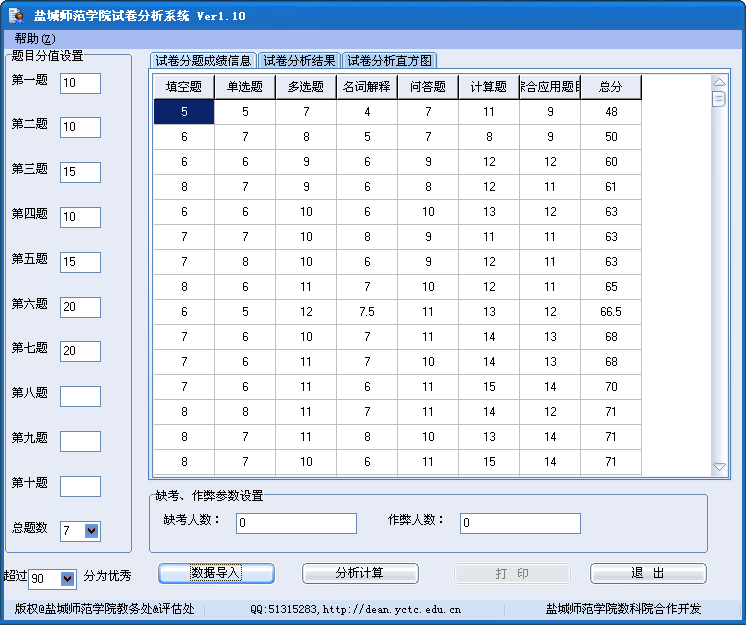 盐城师范学院试卷分析系统 Ver1.10
帮助(Z)
题目分值设置
第一题 10
第二题 10
第三题 15
第四题 10
第五题 15
第六题 20
第七题 20
第八题
第九题
第十题
总题数 7
超过 90 分为优秀
试卷分题成绩信息 试卷分析结果 试卷分析直方图
填空题 单选题 多选题 名词解释 问答题 计算题 综合应用题目 总分
5 5 7 4 7 11 9 48
6 7 8 5 7 8 9 50
6 6 9 6 9 12 12 60
8 7 9 6 8 12 11 61
6 6 10 6 10 13 12 63
7 7 10 8 9 11 11 63
7 8 10 6 9 12 11 63
8 6 11 7 10 12 11 65
6 5 12 7.5 11 13 12 66.5
7 6 10 7 11 14 13 68
7 6 11 7 10 14 13 68
7 6 11 6 11 15 14 70
8 8 11 7 11 14 12 71
8 7 11 8 10 13 14 71
8 7 10 6 11 15 14 71
缺考、作弊参数设置
缺考人数： 0 作弊人数： 0
数据导入 分析计算 打 印 退 出
版权@盐城师范学院教务处&评估处 QQ:51315283,http://dean.yctc.edu.cn 盐城师范学院数科院合作开发